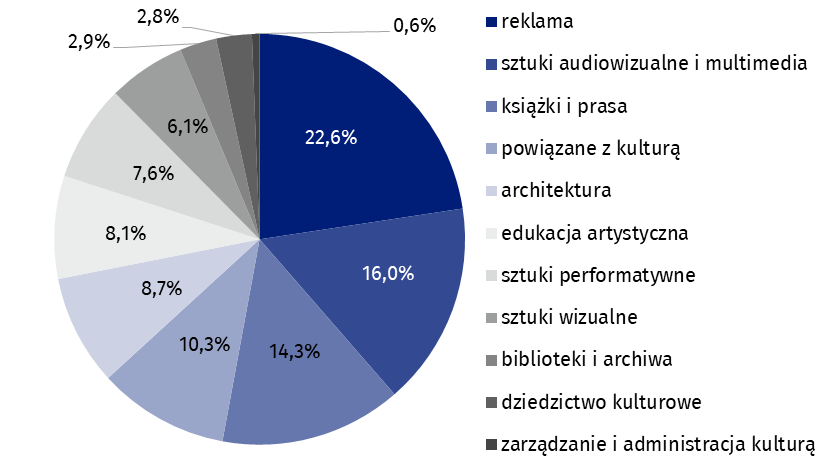 2,8%
0,6%
2,9%
22,6%
6,1%
7,6%
8,1%
16,0%
8,7%
10,3%
14,3%
reklama
sztuki audiowizualne i multimedia
książki i prasa
powiązane z kulturą
architektura
edukacja artystyczna
sztuki performatywne
sztuki wizualne
biblioteki i archiwa
dziedzictwo kulturowe
zarządzanie i administracja kulturą